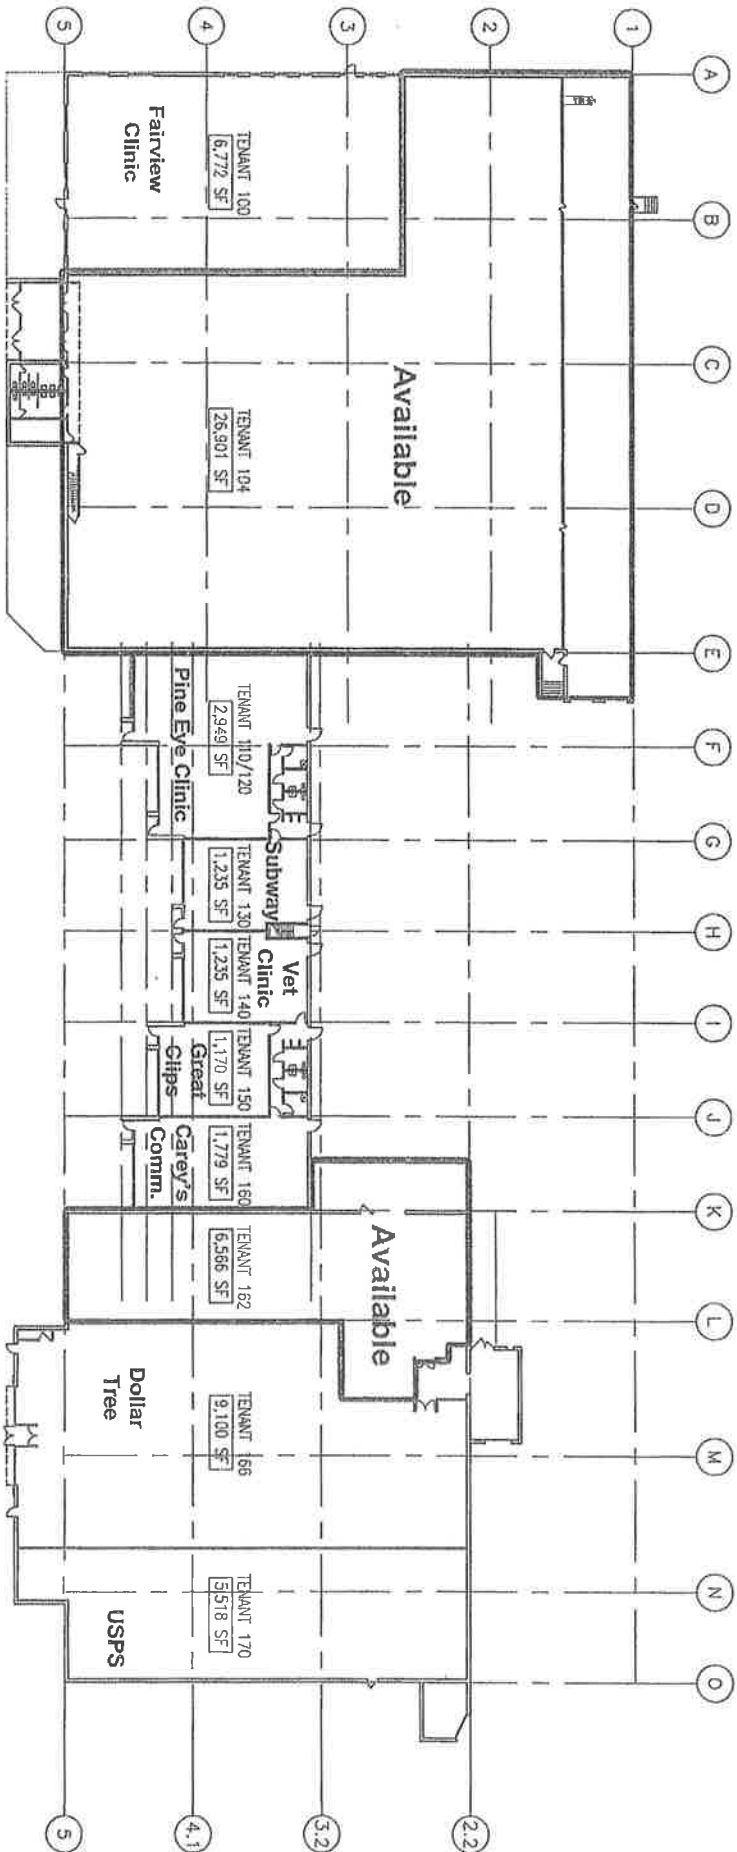 5
4
3
2
1
A
B
C
D
E
F
G
H
I
J
K
L
M
N
O
Fairview
Clinic
TENANT 100
6,772 SF
Available
TENANT 104
26,901 SF
Pine Eye Clinic
TENANT 110/120
2,949 SF
Subway
TENANT 130
1,235 SF
Vet
Clinic
TENANT 140
1,235 SF
Great
Clips
TENANT 150
1,170 SF
Carey's
Comm.
TENANT 160
1,779 SF
Available
TENANT 162
6,566 SF
Dollar
Tree
TENANT 166
9,100 SF
USPS
TENANT 170
5,518 SF
5
4.1
3.2
2.2